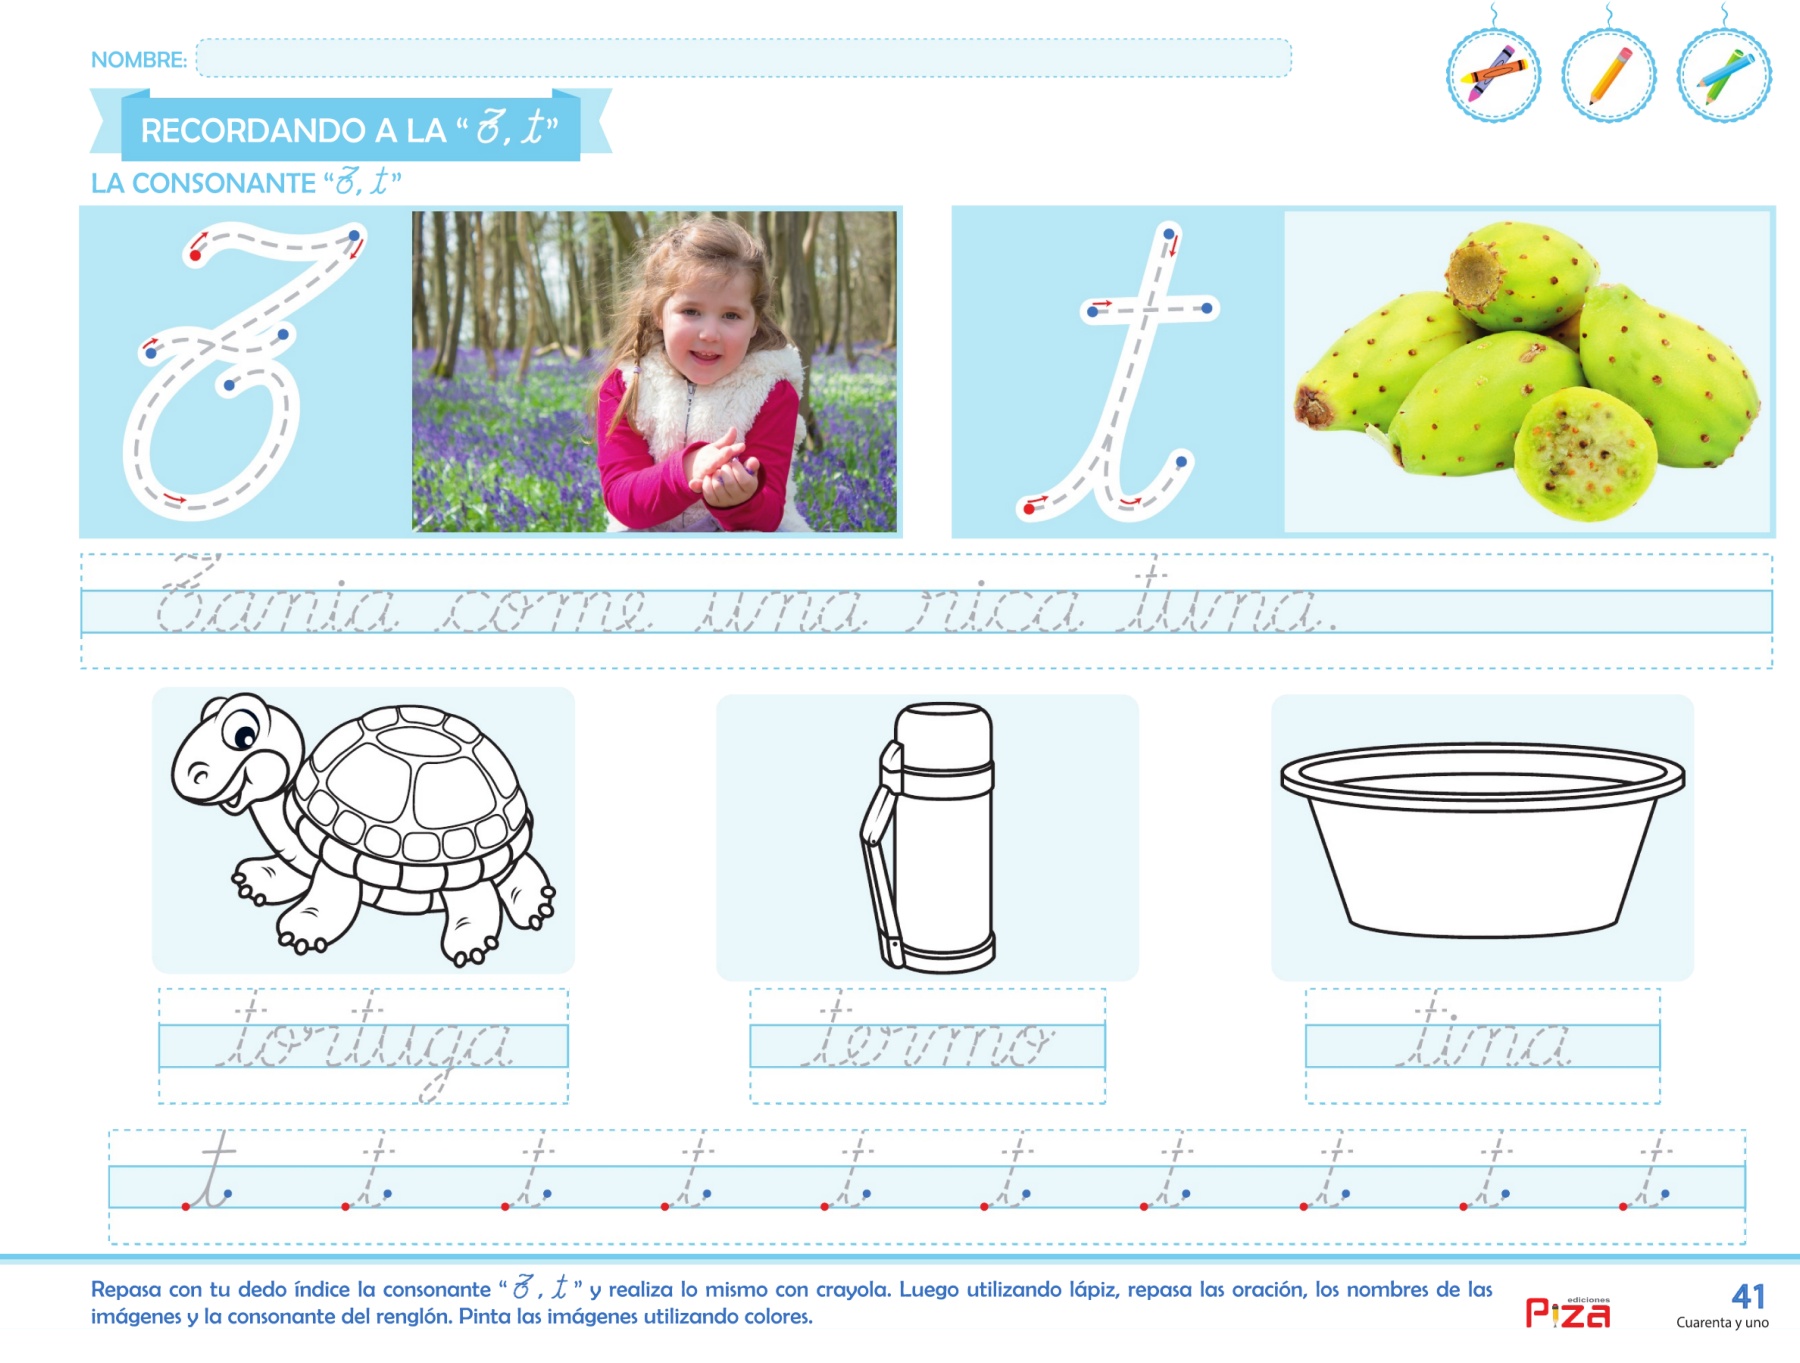 NOMBRE:
RECORDANDO A LA “T, t”
LA CONSONANTE “T, t”
T t
Tania come una rica tuna.
tortuga termo tina
t t t t t t t t t t
Repasa con tu dedo índice la consonante “T, t” y realiza lo mismo con crayola. Luego utilizando lápiz, repasa las oración, los nombres de las
imágenes y la consonante del renglón. Pinta las imágenes utilizando colores.
ediciones
Piza
41
Cuarenta y uno